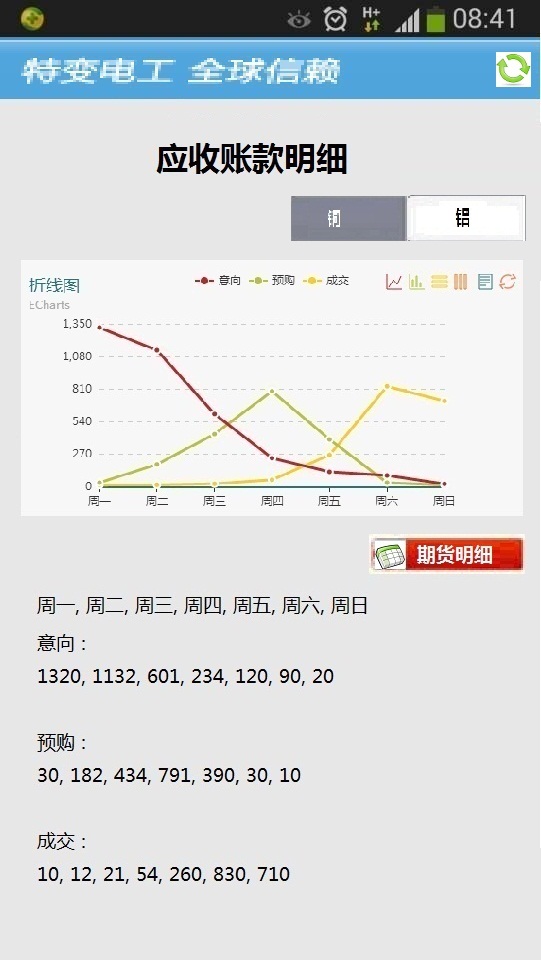 H+ 08:41
特变电工 全球信赖
应收账款明细
铜 铝
折线图 意向 预购 成交
ECharts
1,350
1,080
810
540
270
0
周一 周二 周三 周四 周五 周六 周日
期货明细
周一, 周二, 周三, 周四, 周五, 周六, 周日
意向：
1320, 1132, 601, 234, 120, 90, 20
预购：
30, 182, 434, 791, 390, 30, 10
成交：
10, 12, 21, 54, 260, 830, 710